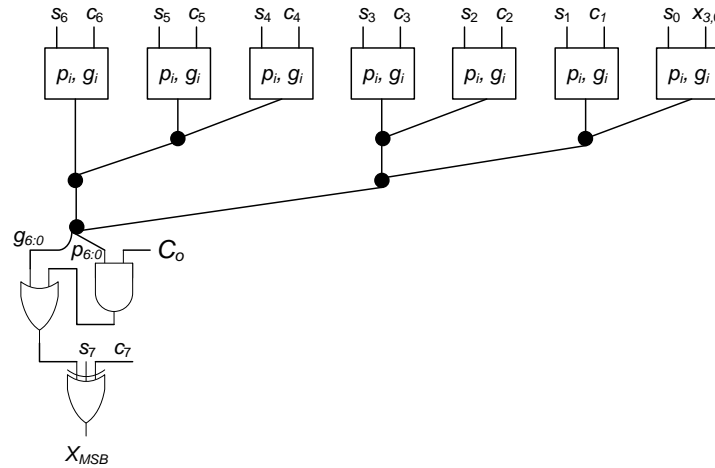 s6 c6 s5 c5 s4 c4 s3 c3 s2 c2 s1 c1 s0 x3,
pi, gi pi, gi pi, gi pi, gi pi, gi pi, gi pi, gi
g6:0 p6:0 Co
s7 c7
XMSB